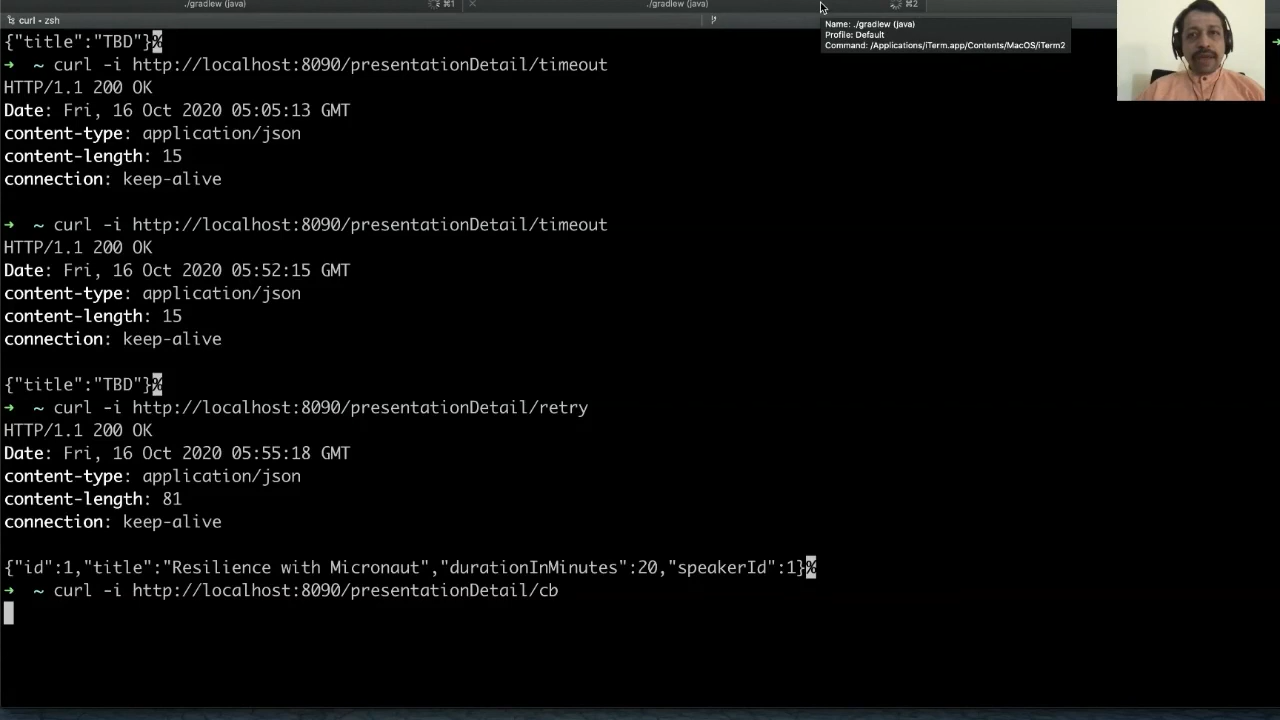 ./gradlew (java) ⌘1 ./gradlew (java) ⌘2
curl - zsh
Name: ./gradlew (java)
Profile: Default
Command: /Applications/iTerm.app/Contents/MacOS/iTerm2
{"title":"TBD"}%
➜ ~ curl -i http://localhost:8090/presentationDetail/timeout
HTTP/1.1 200 OK
Date: Fri, 16 Oct 2020 05:05:13 GMT
content-type: application/json
content-length: 15
connection: keep-alive
➜ ~ curl -i http://localhost:8090/presentationDetail/timeout
HTTP/1.1 200 OK
Date: Fri, 16 Oct 2020 05:52:15 GMT
content-type: application/json
content-length: 15
connection: keep-alive
{"title":"TBD"}%
➜ ~ curl -i http://localhost:8090/presentationDetail/retry
HTTP/1.1 200 OK
Date: Fri, 16 Oct 2020 05:55:18 GMT
content-type: application/json
content-length: 81
connection: keep-alive
{"id":1,"title":"Resilience with Micronaut","durationInMinutes":20,"speakerId":1}%
➜ ~ curl -i http://localhost:8090/presentationDetail/cb